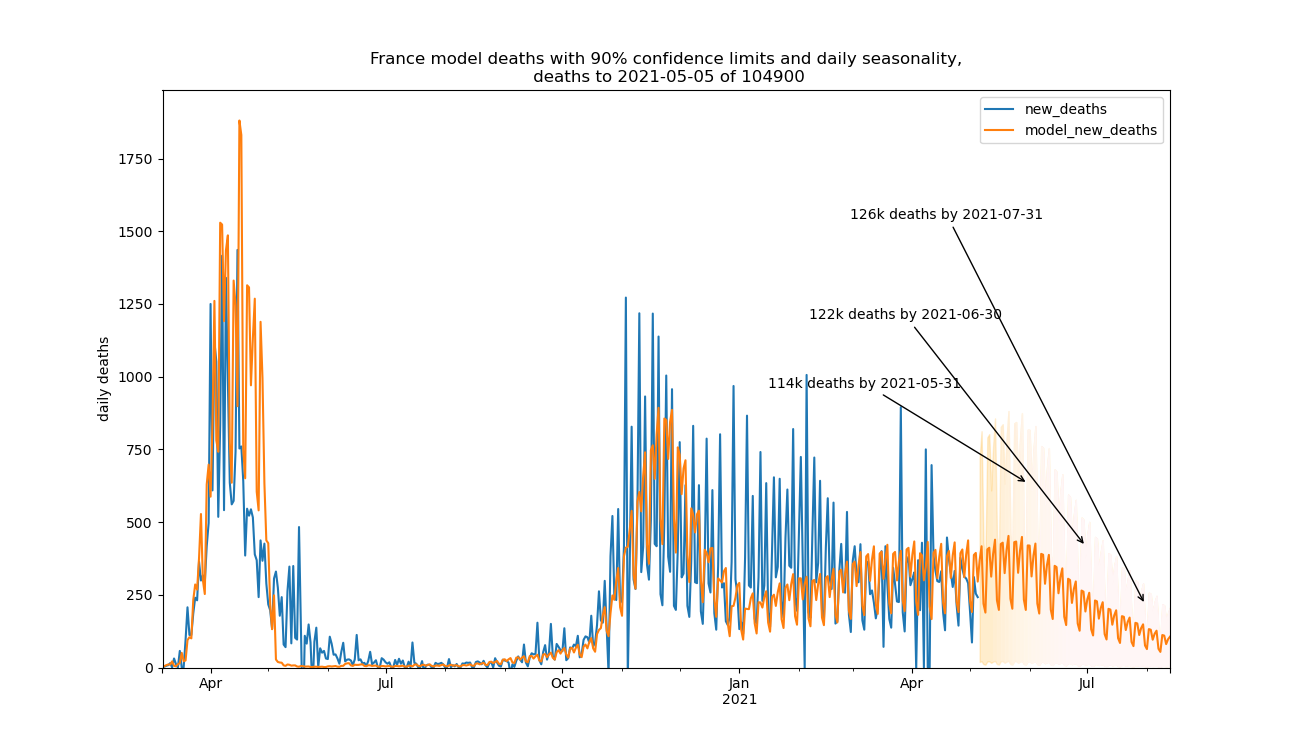 France model deaths with 90% confidence limits and daily seasonality,
deaths to 2021-05-05 of 104900
new_deaths
model_new_deaths
1750
1500
1250
1000
750
500
250
0
daily deaths
126k deaths by 2021-07-31
122k deaths by 2021-06-30
114k deaths by 2021-05-31
Apr
Jul
Oct
Jan
2021
Apr
Jul